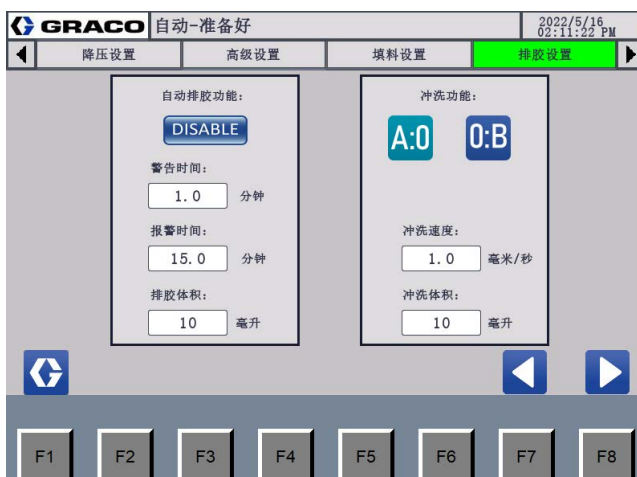 GRACO 自动-准备好 2022/5/16
02:11:22 PM
降压设置 高级设置 填料设置 排胶设置
自动排胶功能:
DISABLE
警告时间:
1.0 分钟
报警时间:
15.0 分钟
排胶体积:
10 毫升
冲洗功能:
A:0 0:B
冲洗速度:
1.0 毫米/秒
冲洗体积:
10 毫升
F1 F2 F3 F4 F5 F6 F7 F8